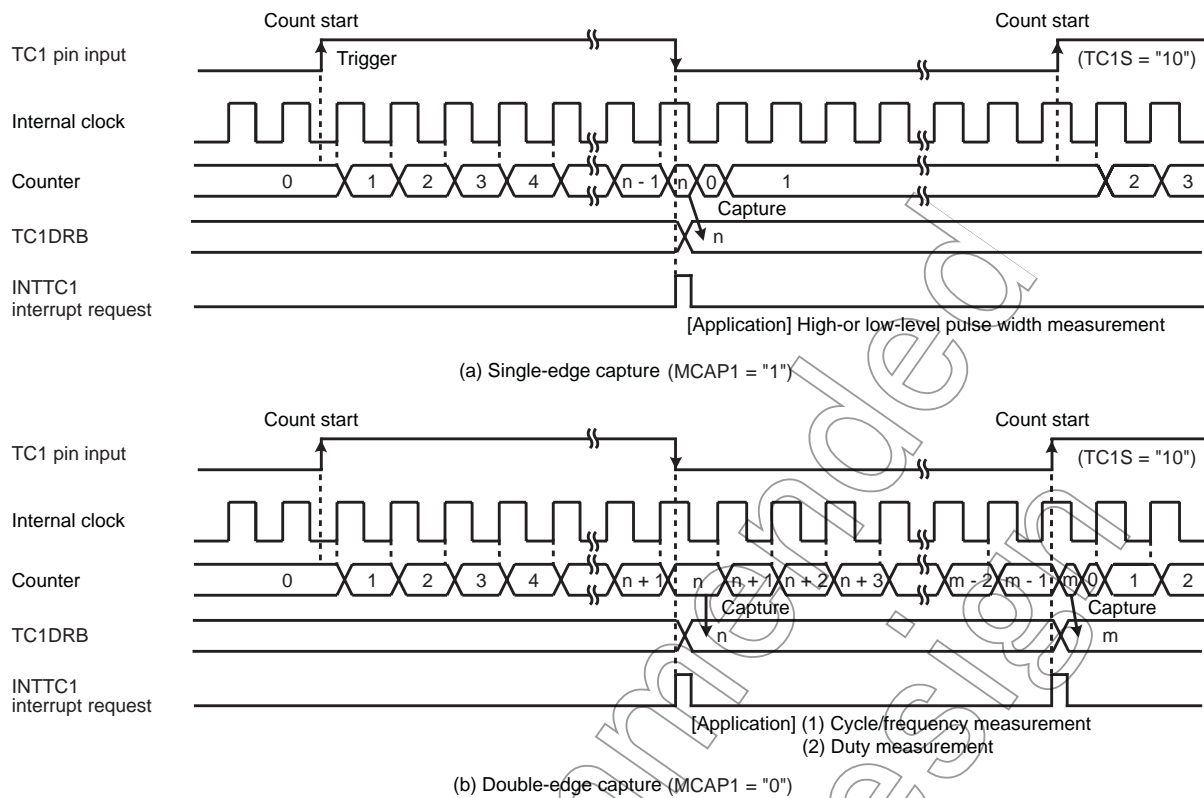 Count start
Count start
TC1 pin input
Trigger
(TC1S = "10")
Internal clock
Counter
0 1 2 3 4 n - 1 n 0 1 2 3
Capture
TC1DRB
n
INTTC1
interrupt request
[Application] High-or low-level pulse width measurement
(a) Single-edge capture (MCAP1 = "1")
Count start
Count start
TC1 pin input
(TC1S = "10")
Internal clock
Counter
0 1 2 3 4 n + 1 n n + 1 n + 2 n + 3 m - 2 m - 1 m 0 1 2
Capture
Capture
TC1DRB
n
m
INTTC1
interrupt request
[Application] (1) Cycle/frequency measurement
(2) Duty measurement
(b) Double-edge capture (MCAP1 = "0")